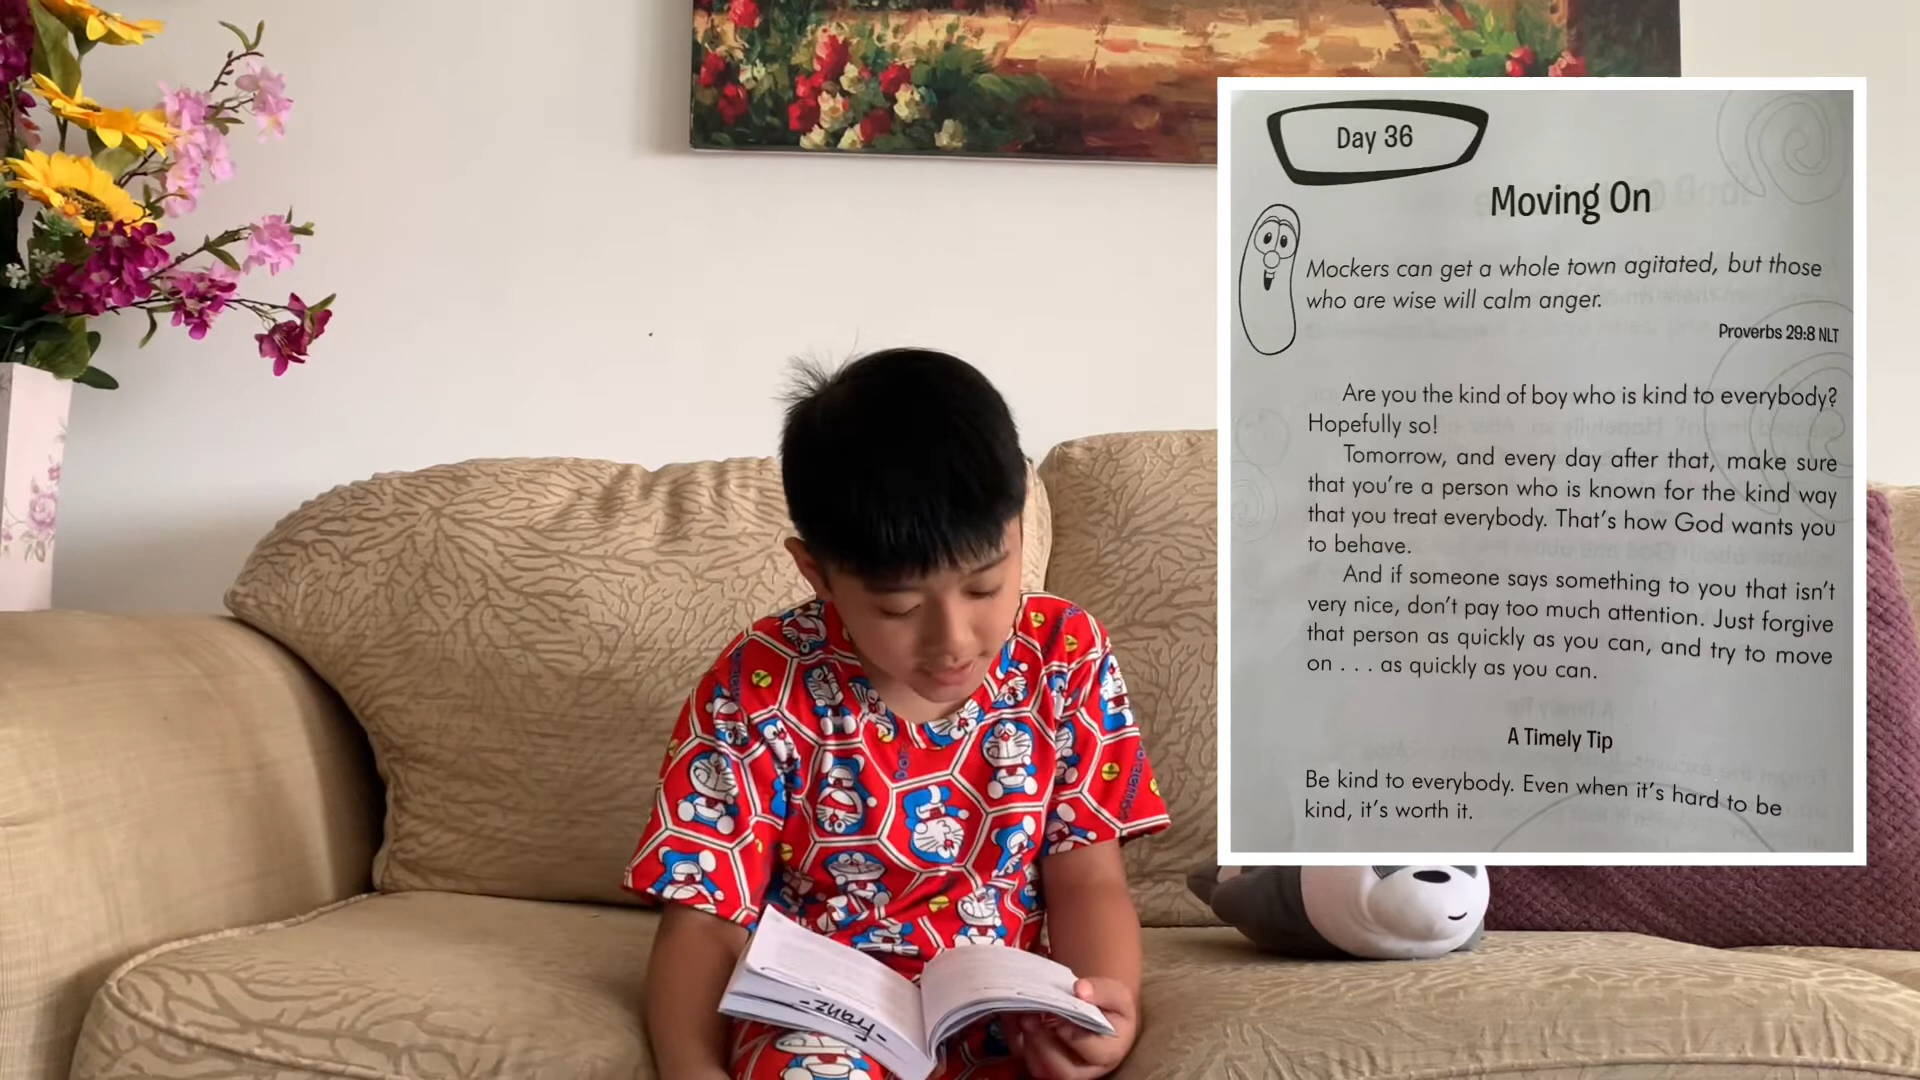 Day 36
Moving On
Mockers can get a whole town agitated, but those
who are wise will calm anger.
Proverbs 29:8 NLT
Are you the kind of boy who is kind to everybody?
Hopefully so!
Tomorrow, and every day after that, make sure
that you're a person who is known for the kind way
that you treat everybody. That's how God wants you
to behave.
And if someone says something to you that isn't
very nice, don't pay too much attention. Just forgive
that person as quickly as you can, and try to move
on . . . as quickly as you can.
A Timely Tip
Be kind to everybody. Even when it's hard to be
kind, it's worth it.
-franz-